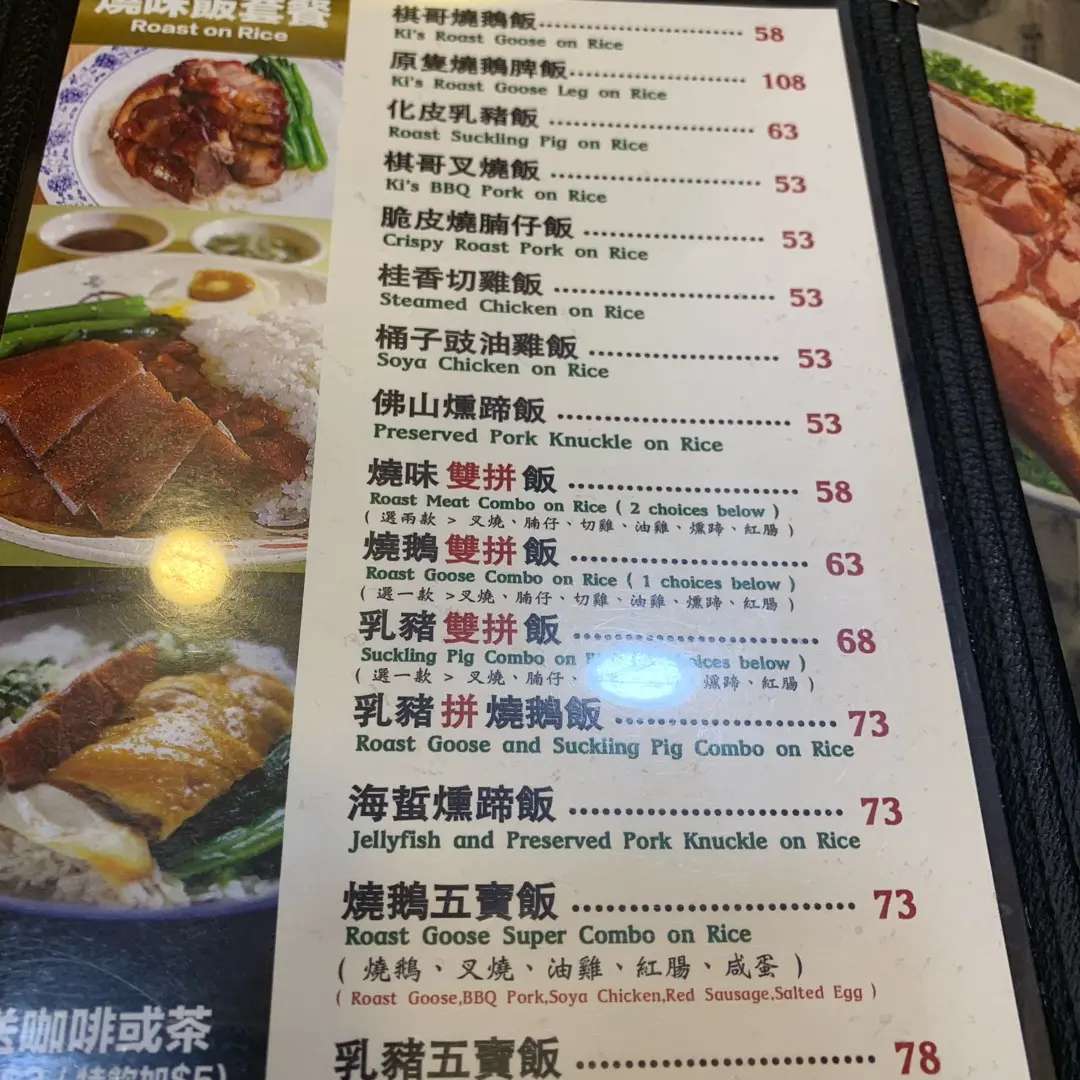 燒味飯套餐
Roast on Rice
棋哥燒鵝飯 58
Ki's Roast Goose on Rice
原隻燒鵝脾飯 108
Ki's Roast Goose Leg on Rice
化皮乳豬飯 63
Roast Suckling Pig on Rice
棋哥叉燒飯 53
Ki's BBQ Pork on Rice
脆皮燒腩仔飯 53
Crispy Roast Pork on Rice
桂香切雞飯 53
Steamed Chicken on Rice
桶子豉油雞飯 53
Soya Chicken on Rice
佛山燻蹄飯 53
Preserved Pork Knuckle on Rice
燒味雙拼飯 58
Roast Meat Combo on Rice ( 2 choices below )
( 選兩款 > 叉燒、腩仔、切雞、油雞、燻蹄、紅腸 )
燒鵝雙拼飯 63
Roast Goose Combo on Rice ( 1 choices below )
( 選一款 >叉燒、腩仔、切雞、油雞、燻蹄、紅腸 )
乳豬雙拼飯 68
Suckling Pig Combo on below )
( 選一款 > 叉燒、腩仔、 燻蹄、紅腸 )
乳豬拼燒鵝飯 73
Roast Goose and Suckling Pig Combo on Rice
海蜇燻蹄飯 73
Jellyfish and Preserved Pork Knuckle on Rice
燒鵝五寶飯 73
Roast Goose Super Combo on Rice
( 燒鵝、叉燒、油雞、紅腸、咸蛋 )
( Roast Goose,BBQ Pork,Soya Chicken,Red Sausage,Salted Egg )
乳豬五寶飯 78
送咖啡或茶